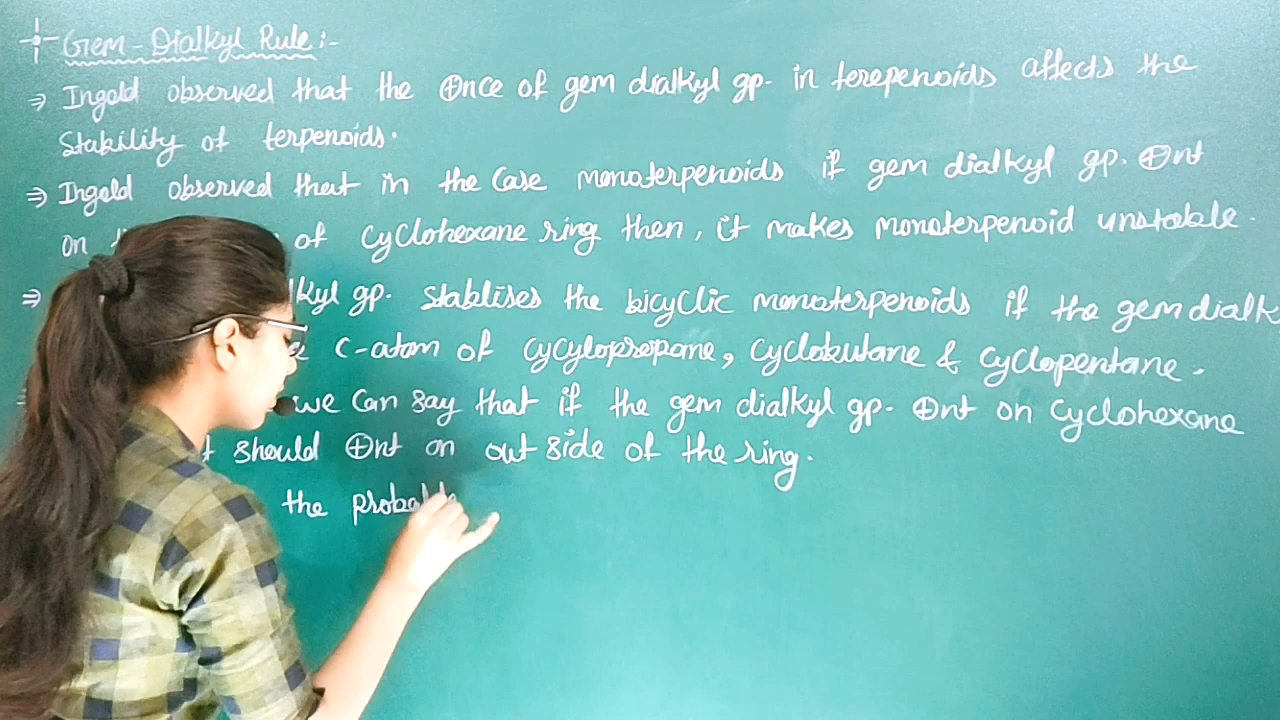 Gem-Dialkyl Rule:-
⇒ Ingold observed that the ⊕nce of gem dialkyl gp. in terepenoids affects the
Stability of terpenoids.
⇒ Ingold observed that in the Case monoterpenoids if gem dialkyl gp. ⊕nt
on of cyclohexane ring then, it makes monoterpenoid unstable.
⇒ lkyl gp. stablises the bicyclic monoterpenoids if the gem dialk
C-atom of cycylopropane, cyclobutane & cyclopentane.
we can say that if the gem dialkyl gp. ⊕nt on cyclohexane
should ⊕nt on out side of the ring.
the